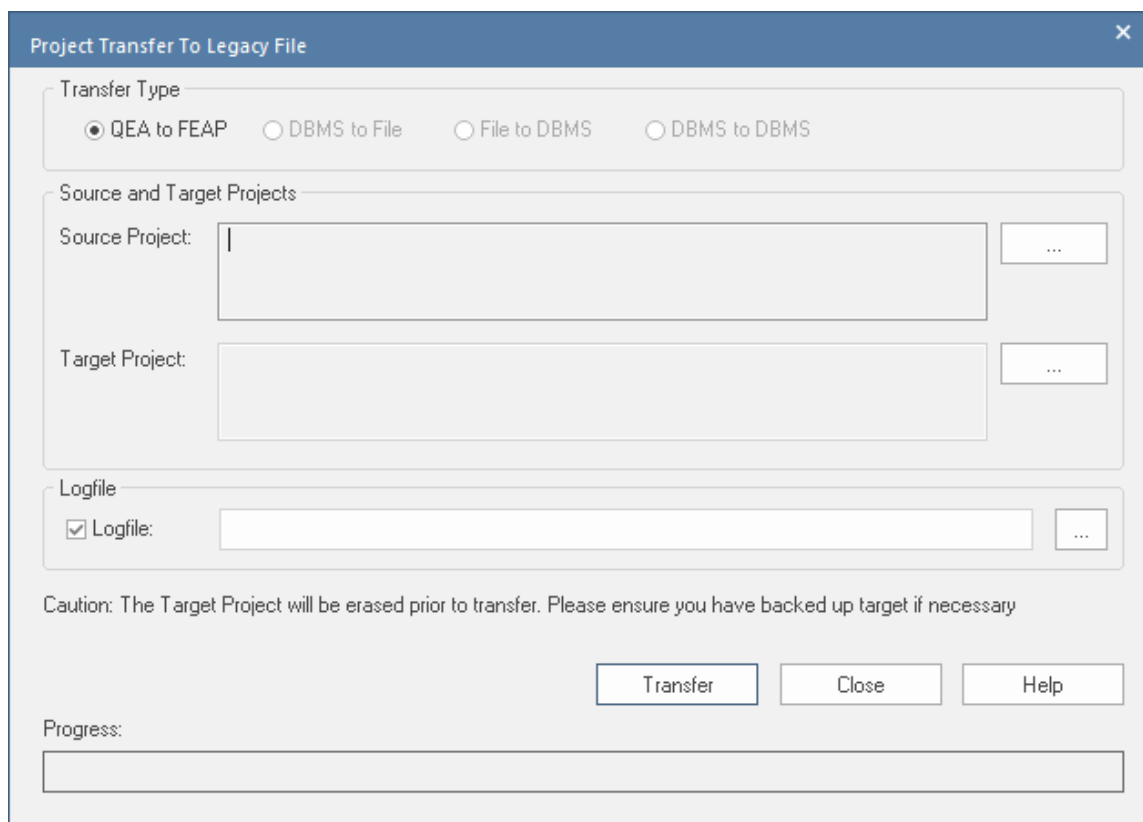 Project Transfer To Legacy File
Transfer Type
QEA to FEAP DBMS to File File to DBMS DBMS to DBMS
Source and Target Projects
Source Project:
...
Target Project:
...
Logfile
Logfile:
...
Caution: The Target Project will be erased prior to transfer. Please ensure you have backed up target if necessary
Transfer Close Help
Progress: